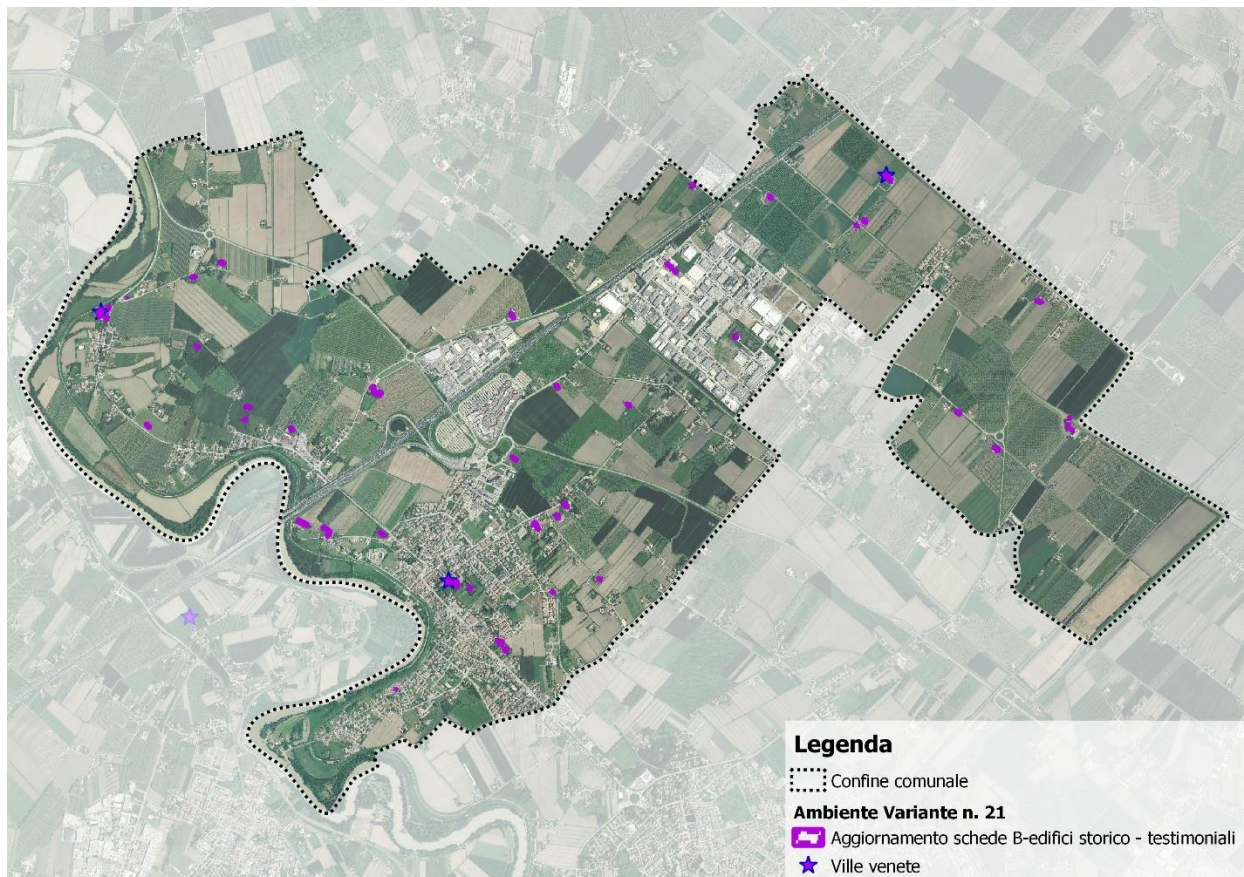 Legenda
Confine comunale
Ambiente Variante n. 21
Aggiornamento schede B-edifici storico - testimoniali
Ville venete